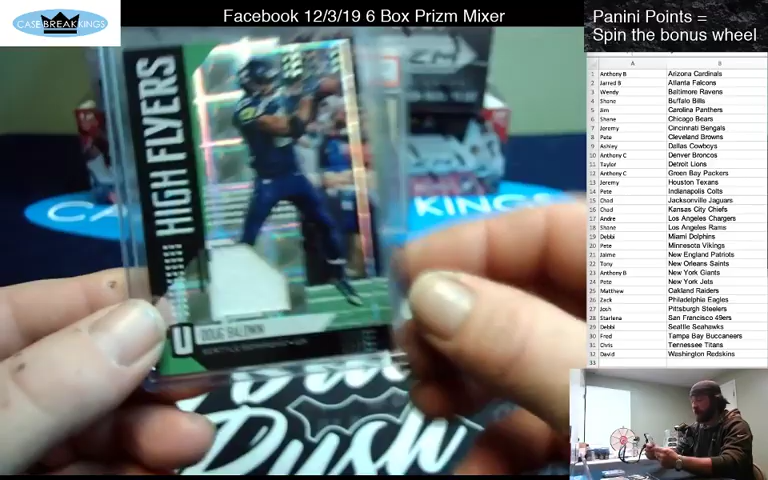 CASE BREAK KINGS
Facebook 12/3/19 6 Box Prizm Mixer
Panini Points =
Spin the bonus wheel
HIGH FLYERS
DOUG BALDWIN
KINGS
A B
1 Anthony B Arizona Cardinals
2 Jarred B Atlanta Falcons
3 Wendy Baltimore Ravens
4 Shane Buffalo Bills
5 Jim Carolina Panthers
6 Shane Chicago Bears
7 Jeremy Cincinnati Bengals
8 Pete Cleveland Browns
9 Ashley Dallas Cowboys
10 Anthony C Denver Broncos
11 Taylor Detroit Lions
12 Anthony C Green Bay Packers
13 Jeremy Houston Texans
14 Pete Indianapolis Colts
15 Chad Jacksonville Jaguars
16 Chad Kansas City Chiefs
17 Andre Los Angeles Chargers
18 Shane Los Angeles Rams
19 Debbi Miami Dolphins
20 Pete Minnesota Vikings
21 Jaime New England Patriots
22 Tony New Orleans Saints
23 Anthony B New York Giants
24 Pete New York Jets
25 Matthew Oakland Raiders
26 Zack Philadelphia Eagles
27 Josh Pittsburgh Steelers
28 Starlena San Francisco 49ers
29 Debbi Seattle Seahawks
30 Fred Tampa Bay Buccaneers
31 Chris Tennessee Titans
32 David Washington Redskins
33
Rush